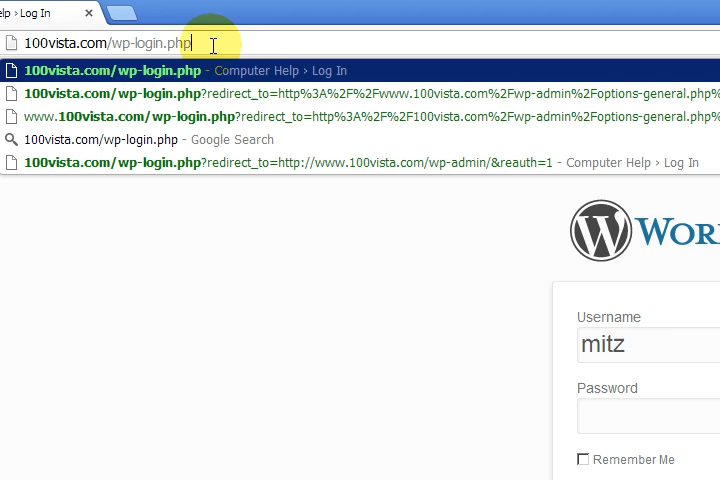 elp › Log In
100vista.com/wp-login.php
100vista.com/wp-login.php - Computer Help › Log In
100vista.com/wp-login.php?redirect_to=http%3A%2F%2Fwww.100vista.com%2Fwp-admin%2Foptions-general.php%
www.100vista.com/wp-login.php?redirect_to=http%3A%2F%2F100vista.com%2Fwp-admin%2Foptions-general.php%
100vista.com/wp-login.php - Google Search
100vista.com/wp-login.php?redirect_to=http://www.100vista.com/wp-admin/&reauth=1 - Computer Help › Log In
WOR
Username
mitz
Password
Remember Me